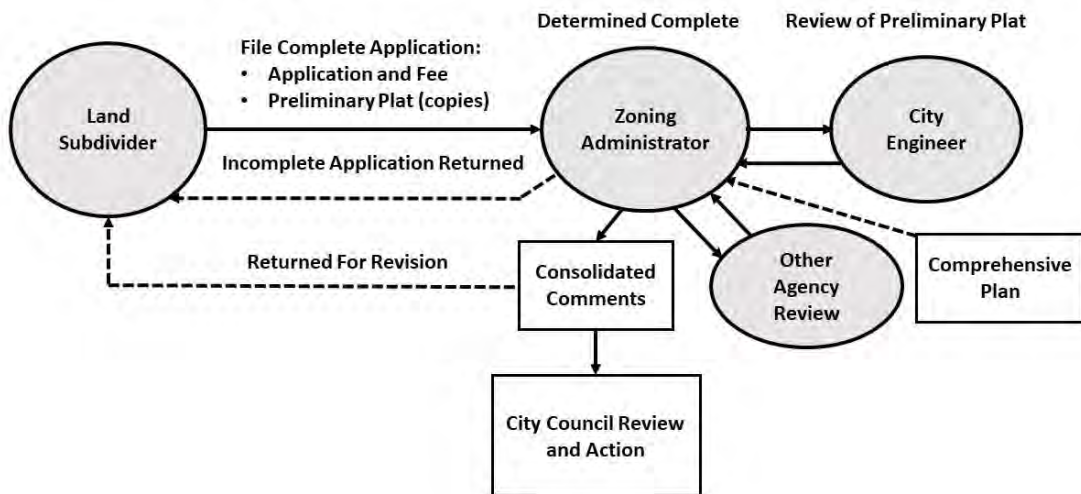 Determined Complete
Review of Preliminary Plat
File Complete Application:
• Application and Fee
• Preliminary Plat (copies)
Land
Subdivider
Zoning
Administrator
City
Engineer
Incomplete Application Returned
Returned For Revision
Consolidated
Comments
Other
Agency
Review
Comprehensive
Plan
City Council Review
and Action